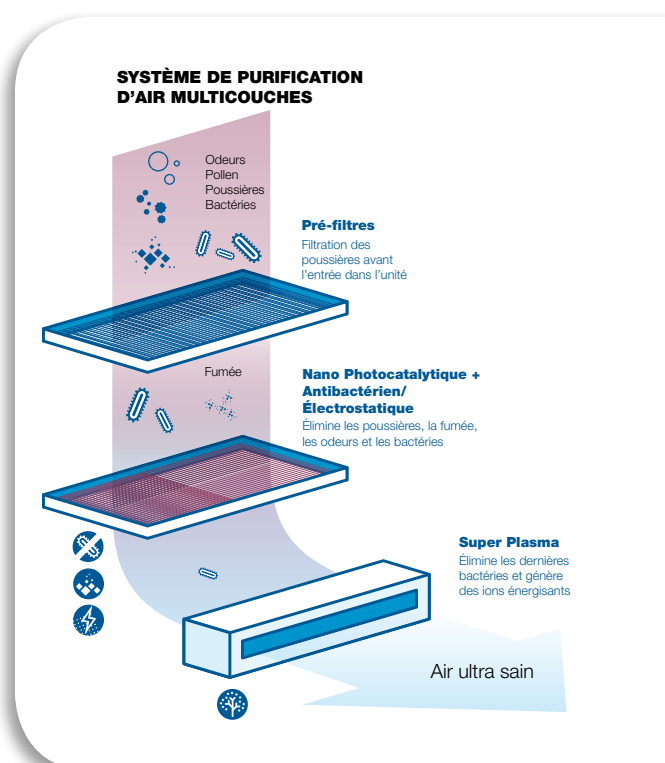 SYSTÈME DE PURIFICATION
D'AIR MULTICOUCHES
Odeurs
Pollen
Poussières
Bactéries
Pré-filtres
Filtration des
poussières avant
l'entrée dans l'unité
Fumée
Nano Photocatalytique +
Antibactérien/
Électrostatique
Élimine les poussières, la fumée,
les odeurs et les bactéries
Super Plasma
Élimine les dernières
bactéries et génère
des ions énergisants
Air ultra sain